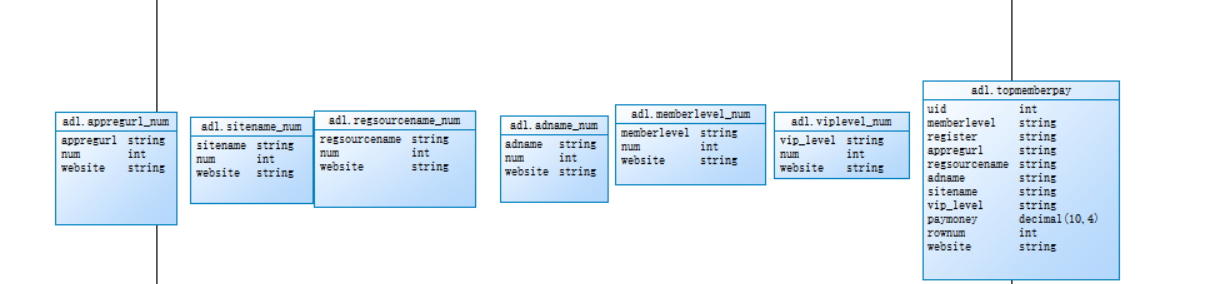 adl.appregurl_num
appregurl string
num int
website string
adl.sitename_num
sitename string
num int
website string
adl.regsourcename_num
regsourcename string
num int
website string
adl.adname_num
adname string
num int
website string
adl.memberlevel_num
memberlevel string
num int
website string
adl.viplevel_num
vip_level string
num int
website string
adl.topmemberpay
uid int
memberlevel string
register string
appregurl string
regsourcename string
adname string
sitename string
vip_level string
paymoney decimal(10,4)
rownum int
website string